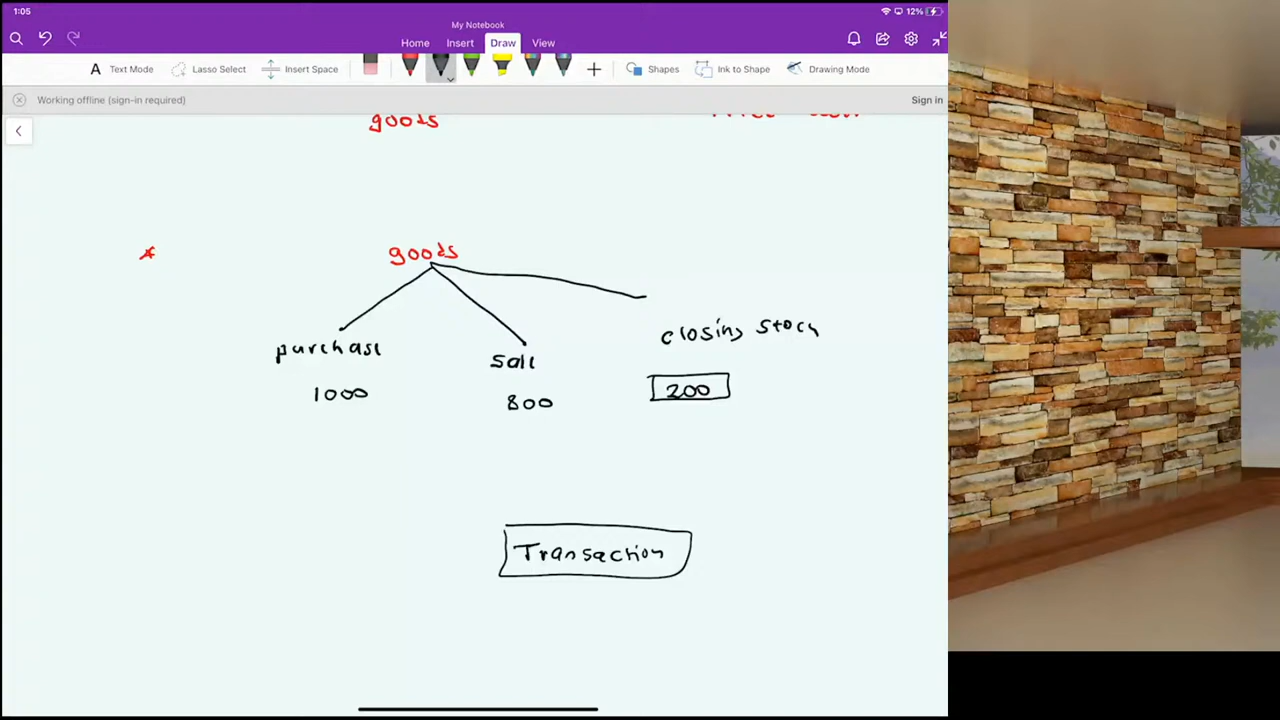 1:05
12%
My Notebook
Home Insert Draw View
Text Mode Lasso Select Insert Space Shapes Ink to Shape Drawing Mode
Working offline (sign-in required) Sign in
goods
goods
purchase sale closing stock
1000 800 200
Transaction